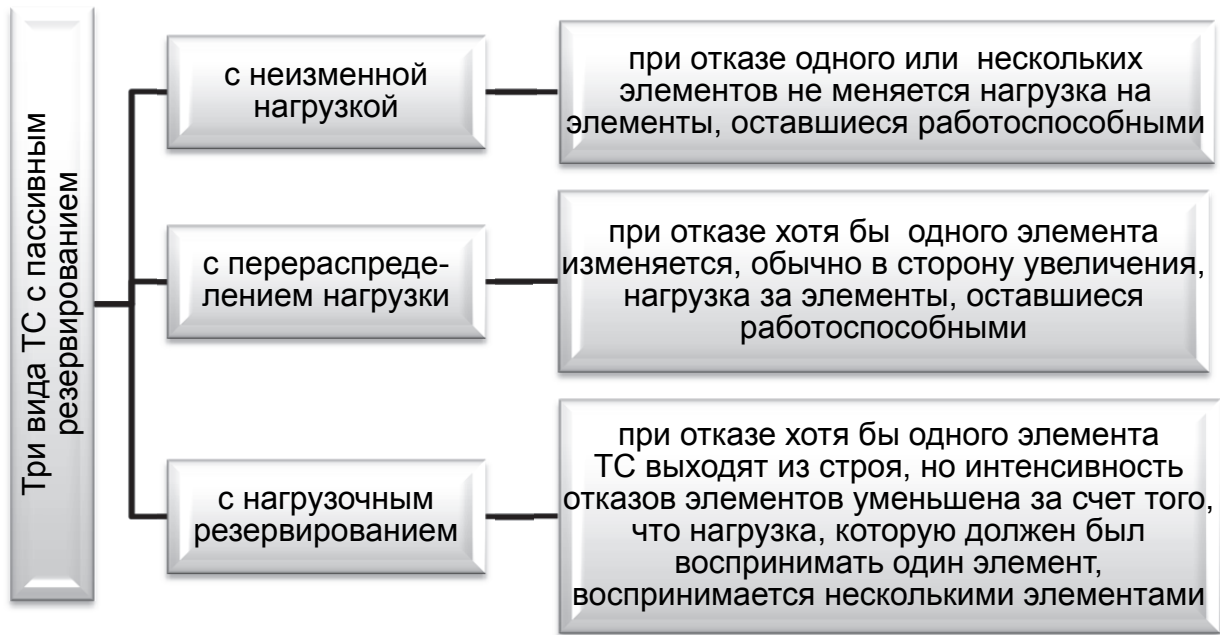 Три вида ТС с пассивным
резервированием
с неизменной
нагрузкой
при отказе одного или нескольких
элементов не меняется нагрузка на
элементы, оставшиеся работоспособными
с перераспреде-
лением нагрузки
при отказе хотя бы одного элемента
изменяется, обычно в сторону увеличения,
нагрузка за элементы, оставшиеся
работоспособными
с нагрузочным
резервированием
при отказе хотя бы одного элемента
ТС выходят из строя, но интенсивность
отказов элементов уменьшена за счет того,
что нагрузка, которую должен был
воспринимать один элемент,
воспринимается несколькими элементами